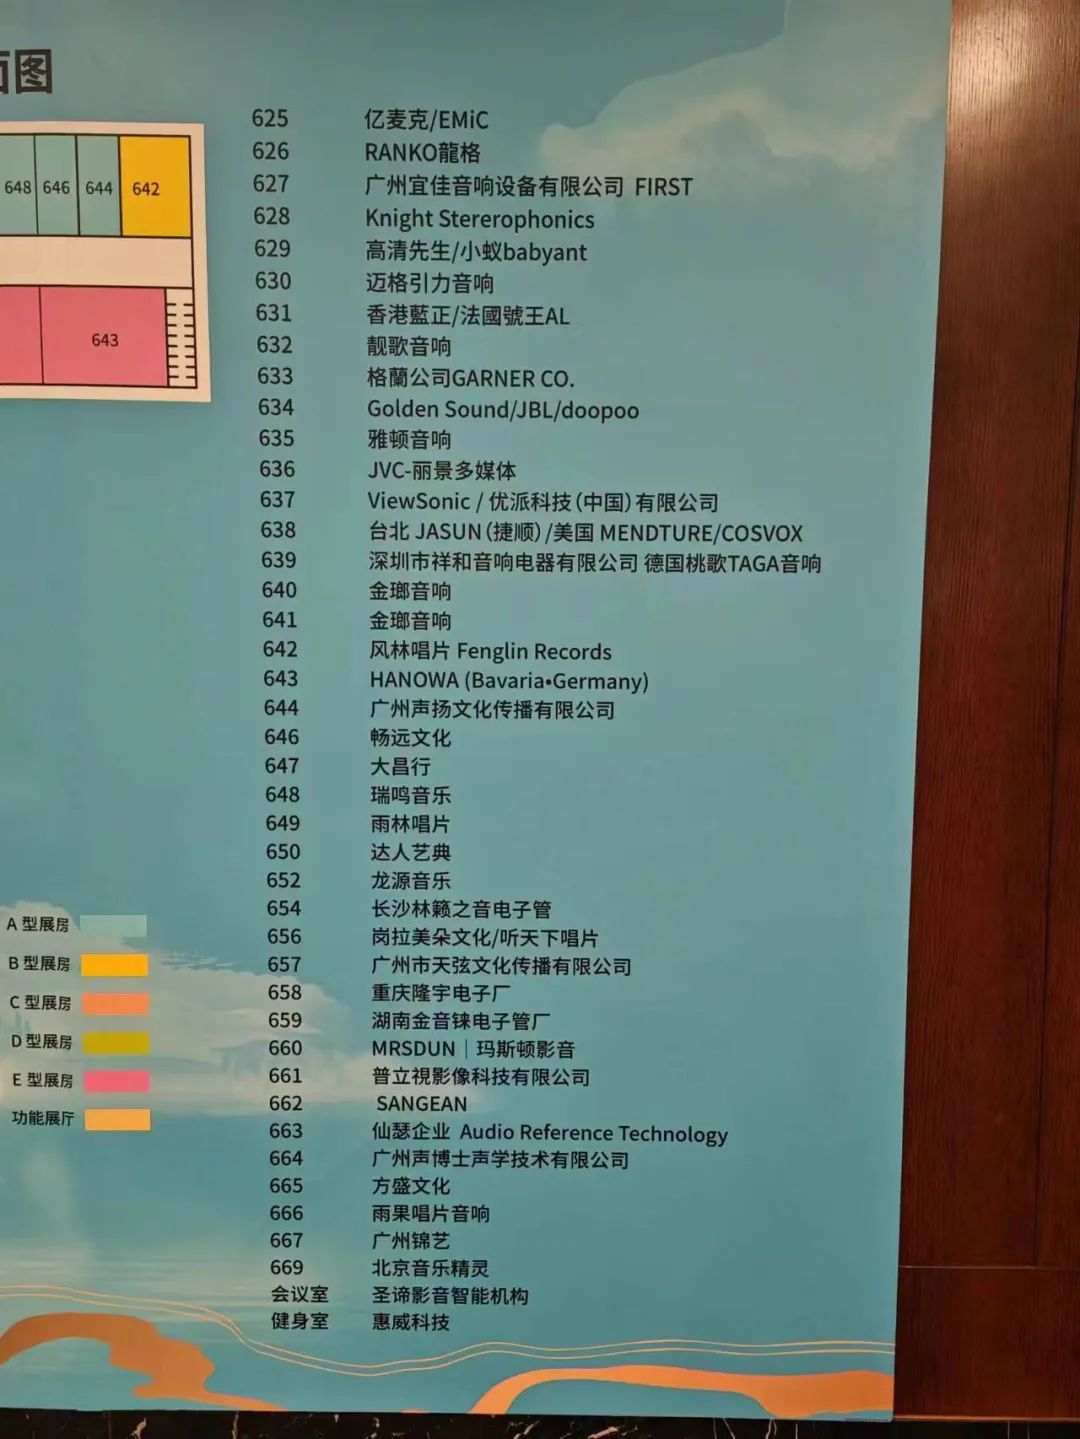 面图
648 646 644 642
643
625 亿麦克/EMiC
626 RANKO龍格
627 广州宜佳音响设备有限公司 FIRST
628 Knight Stererophonics
629 高清先生/小蚁babyant
630 迈格引力音响
631 香港藍正/法國號王AL
632 靓歌音响
633 格蘭公司GARNER CO.
634 Golden Sound/JBL/doopoo
635 雅顿音响
636 JVC-丽景多媒体
637 ViewSonic / 优派科技(中国)有限公司
638 台北 JASUN(捷顺)/美国 MENDTURE/COSVOX
639 深圳市祥和音响电器有限公司 德国桃歌TAGA音响
640 金瑯音响
641 金瑯音响
642 风林唱片 Fenglin Records
643 HANOWA (Bavaria•Germany)
644 广州声扬文化传播有限公司
646 畅远文化
647 大昌行
648 瑞鸣音乐
649 雨林唱片
650 达人艺典
652 龙源音乐
654 长沙林籁之音电子管
656 岗拉美朵文化/听天下唱片
657 广州市天弦文化传播有限公司
658 重庆隆宇电子厂
659 湖南金音铼电子管厂
660 MRSDUN｜玛斯顿影音
661 普立視影像科技有限公司
662 SANGEAN
663 仙瑟企业 Audio Reference Technology
664 广州声博士声学技术有限公司
665 方盛文化
666 雨果唱片音响
667 广州锦艺
669 北京音乐精灵
会议室 圣谛影音智能机构
健身室 惠威科技
A 型展房
B 型展房
C 型展房
D 型展房
E 型展房
功能展厅